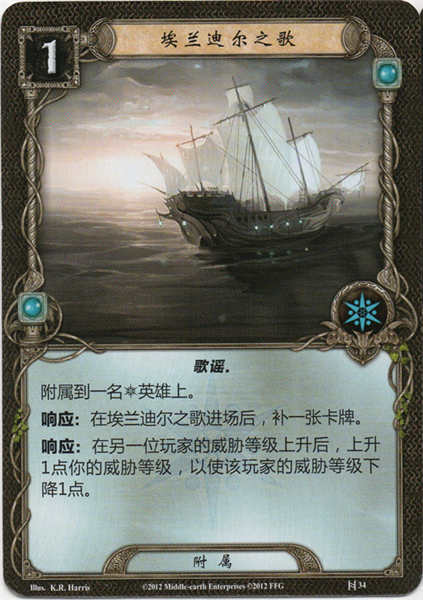 1
埃兰迪尔之歌
歌谣.
附属到一名英雄上。
响应：在埃兰迪尔之歌进场后，补一张卡牌。
响应：在另一位玩家的威胁等级上升后，上升
1点你的威胁等级，以使该玩家的威胁等级下
降1点。
附属
Illus. K.R. Harris
©2012 Middle-earth Enterprises ©2012 FFG
34